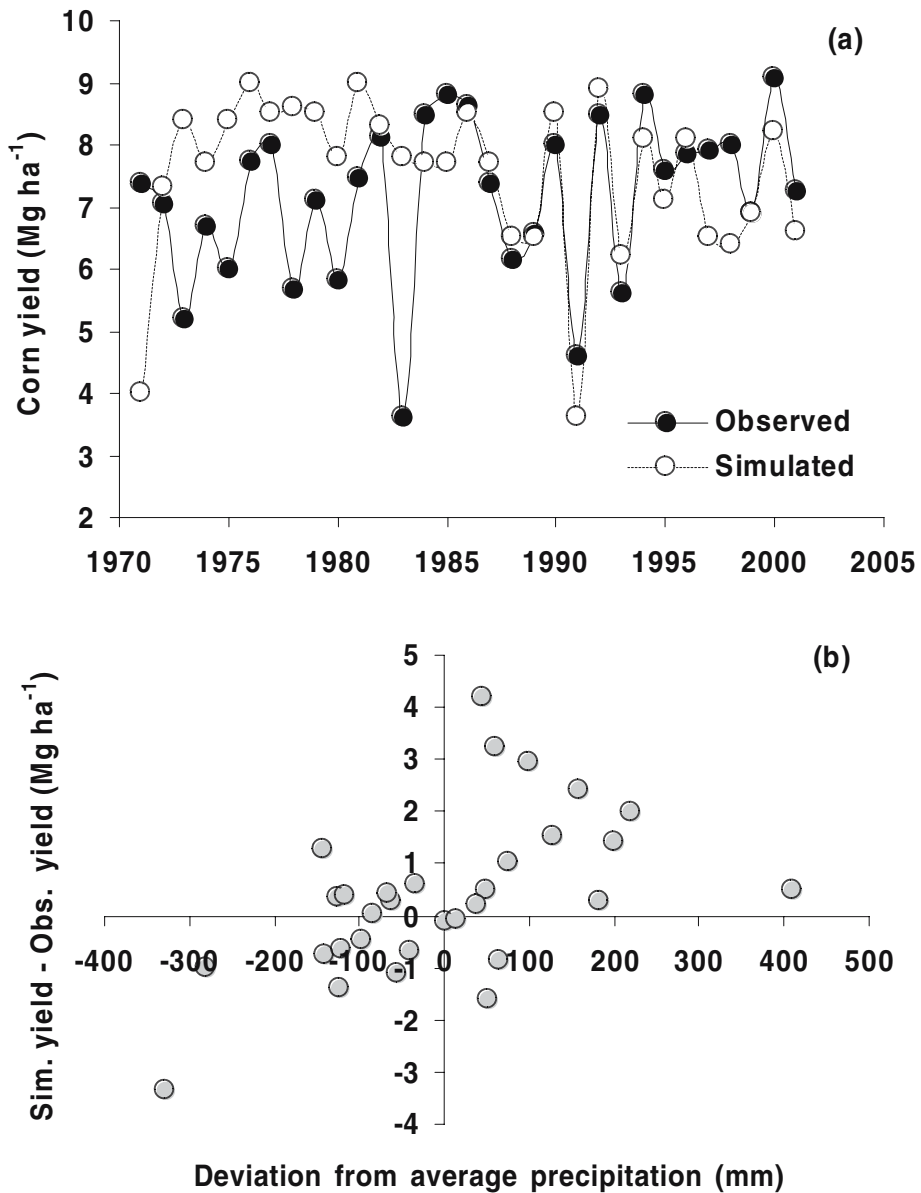 (a)
Corn yield (Mg ha-1)
10
9
8
7
6
5
4
3
2
Observed
Simulated
1970 1975 1980 1985 1990 1995 2000 2005
(b)
Sim. yield - Obs. yield (Mg ha-1)
5
4
3
2
1
0
-400 -300 -200 -100 0 100 200 300 400 500
-1
-2
-3
-4
Deviation from average precipitation (mm)